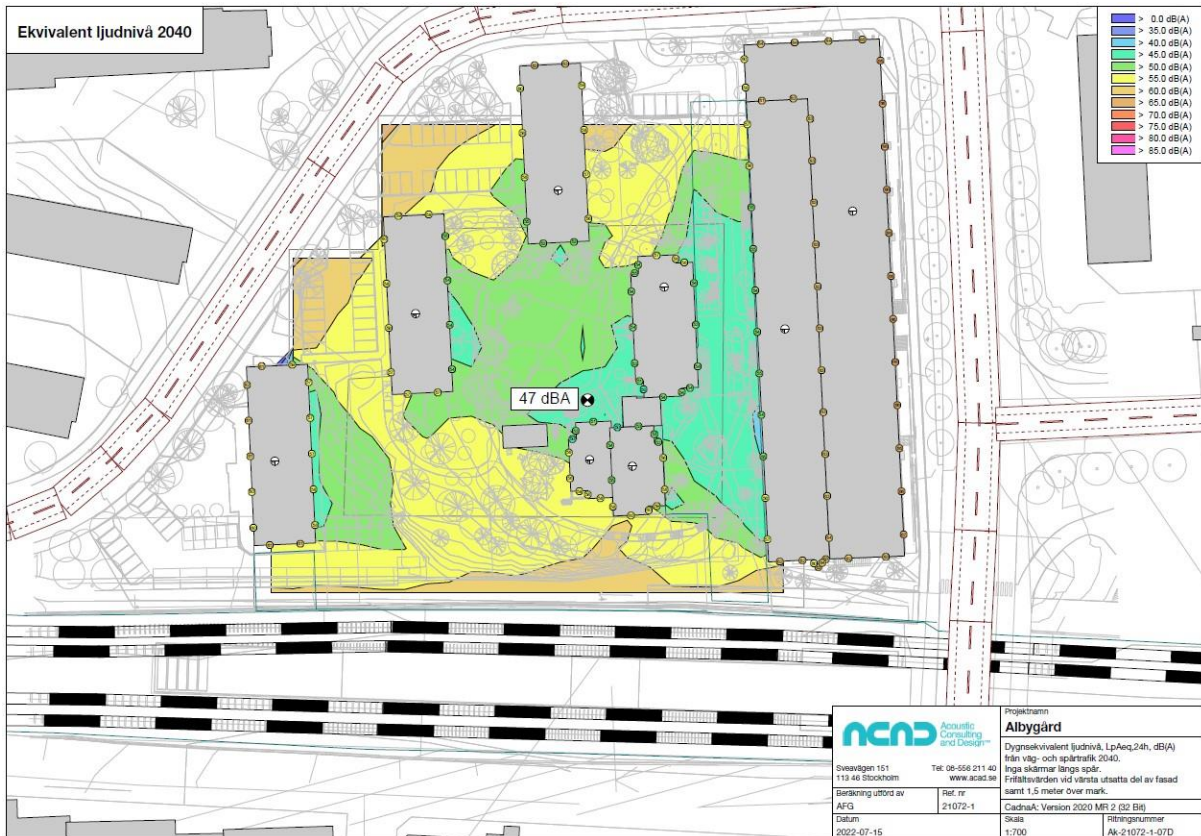 Ekvivalent ljudnivå 2040
> 0.0 dB(A)
> 35.0 dB(A)
> 40.0 dB(A)
> 45.0 dB(A)
> 50.0 dB(A)
> 55.0 dB(A)
> 60.0 dB(A)
> 65.0 dB(A)
> 70.0 dB(A)
> 75.0 dB(A)
> 80.0 dB(A)
> 85.0 dB(A)
47 dBA
ACAD Acoustic
Consulting
and Design™
Sveavägen 151 Tel: 08-556 211 40
113 46 Stockholm www.acad.se
Beräkning utförd av Ref. nr
AFG 21072-1
Datum
2022-07-15
Projektnamn
Albygård
Dygnsekvivalent ljudnivå, LpAeq,24h, dB(A)
från väg- och spårtrafik 2040.
Inga skärmar längs spår.
Frifältsvärden vid värsta utsatta del av fasad
samt 1,5 meter över mark.
CadnaA: Version 2020 MR 2 (32 Bit)
Skala Ritningsnummer
1:700 Ak-21072-1-07D